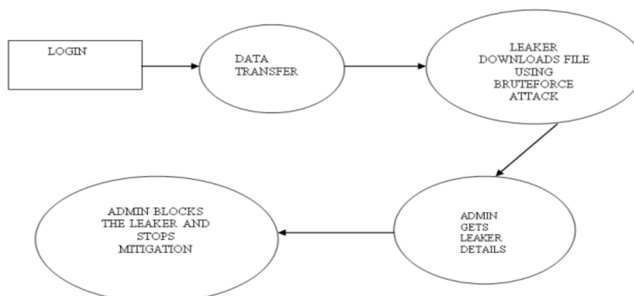 LOGIN
DATA
TRANSFER
LEAKER
DOWNLOADS FILE
USING
BRUTEFORCE
ATTACK
ADMIN BLOCKS
THE LEAKER AND
STOPS
MITIGATION
ADMIN
GETS
LEAKER
DETAILS